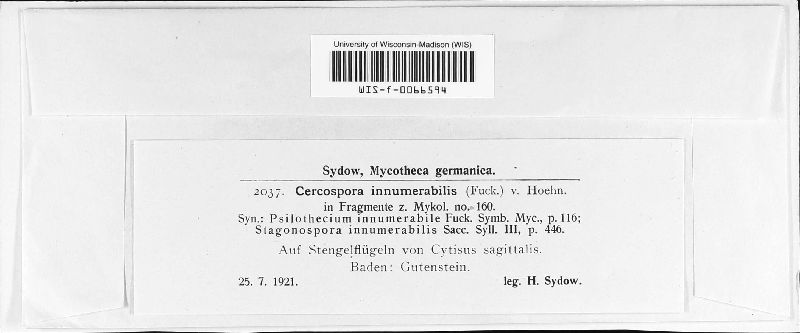 University of Wisconsin-Madison (WIS)
WIS-f-0066594
Sydow, Mycotheca germanica.
2037. Cercospora innumerabilis (Fuck.) v. Hoehn.
in Fragmente z. Mykol. no. 160.
Syn.: Psilothecium innumerabile Fuck. Symb. Myc., p. 116;
Stagonospora innumerabilis Sacc. Syll. III, p. 446.
Auf Stengelflügeln von Cytisus sagittalis.
Baden: Gutenstein.
25. 7. 1921. leg. H. Sydow.